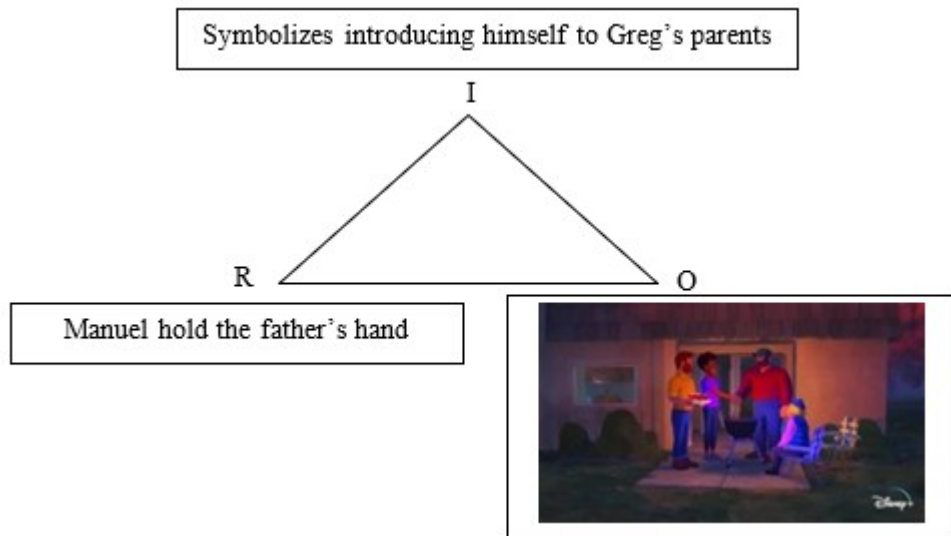 Symbolizes introducing himself to Greg's parents
I
R
O
Manuel hold the father's hand
Disney+